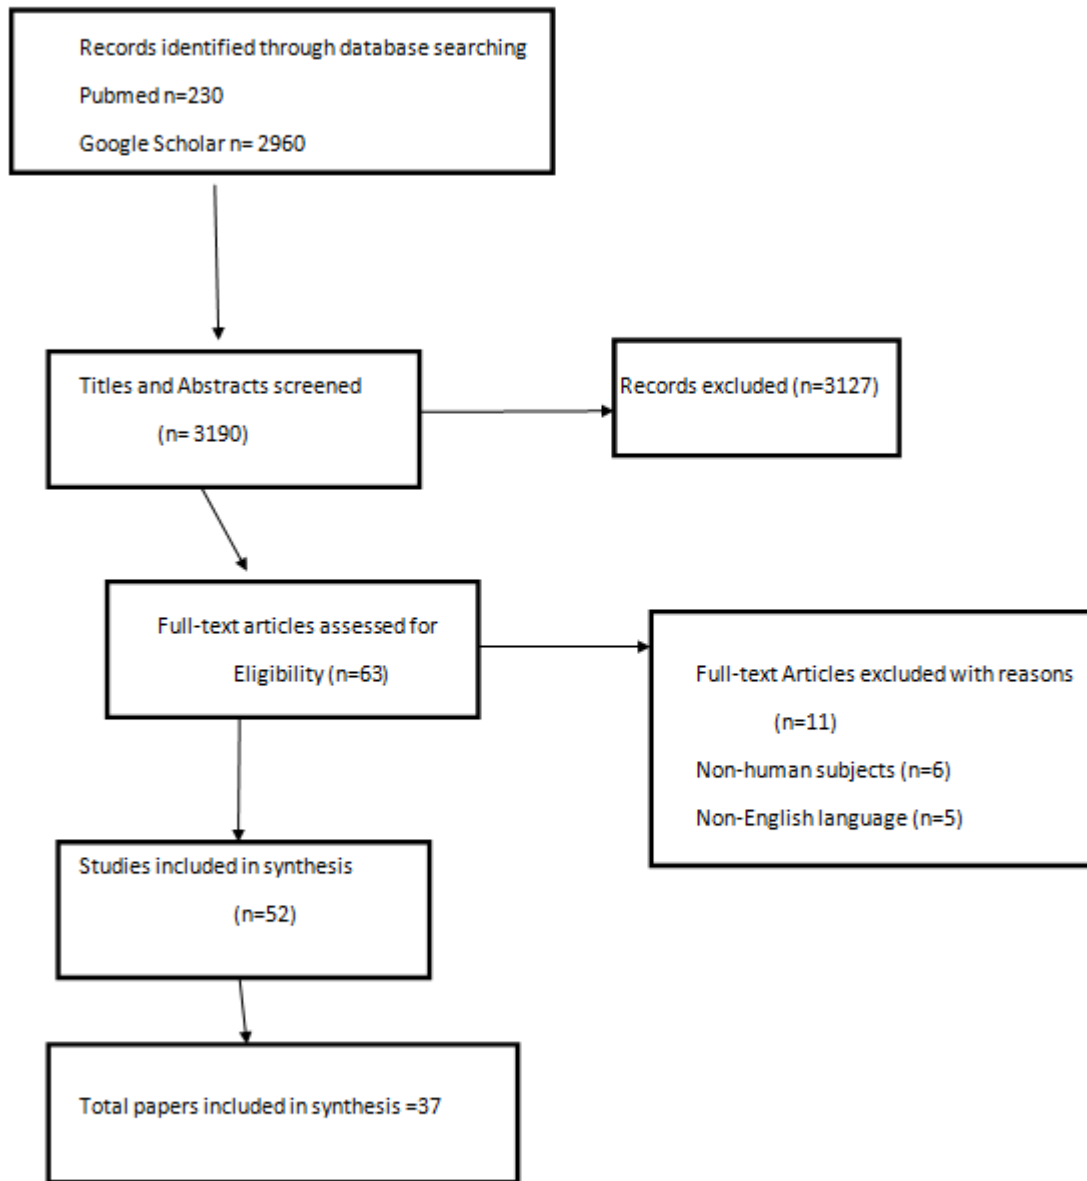 Records identified through database searching
Pubmed n=230
Google Scholar n= 2960
Titles and Abstracts screened
(n= 3190)
Records excluded (n=3127)
Full-text articles assessed for
Eligibility (n=63)
Full-text Articles excluded with reasons
(n=11)
Non-human subjects (n=6)
Non-English language (n=5)
Studies included in synthesis
(n=52)
Total papers included in synthesis =37